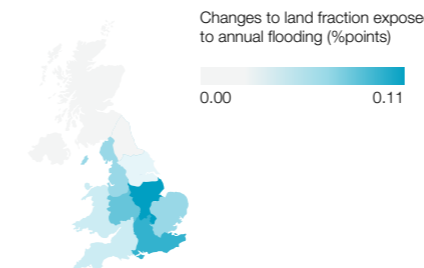 Changes to land fraction expose
to annual flooding (%points)
0.00 0.11